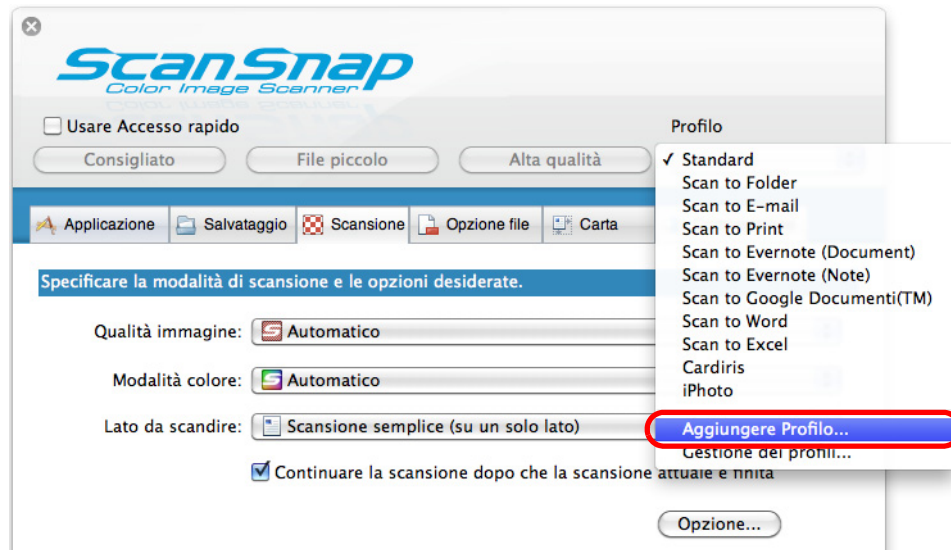 ScanSnap
Color Image Scanner
Usare Accesso rapido
Profilo
Consigliato
File piccolo
Alta qualità
✓ Standard
Scan to Folder
Scan to E-mail
Scan to Print
Scan to Evernote (Document)
Scan to Evernote (Note)
Scan to Google Documenti(TM)
Scan to Word
Scan to Excel
Cardiris
iPhoto
Aggiungere Profilo...
Gestione dei profili...
Applicazione
Salvataggio
Scansione
Opzione file
Carta
Specificare la modalità di scansione e le opzioni desiderate.
Qualità immagine: Automatico
Modalità colore: Automatico
Lato da scandire: Scansione semplice (su un solo lato)
Continuare la scansione dopo che la scansione attuale è finita
Opzione...